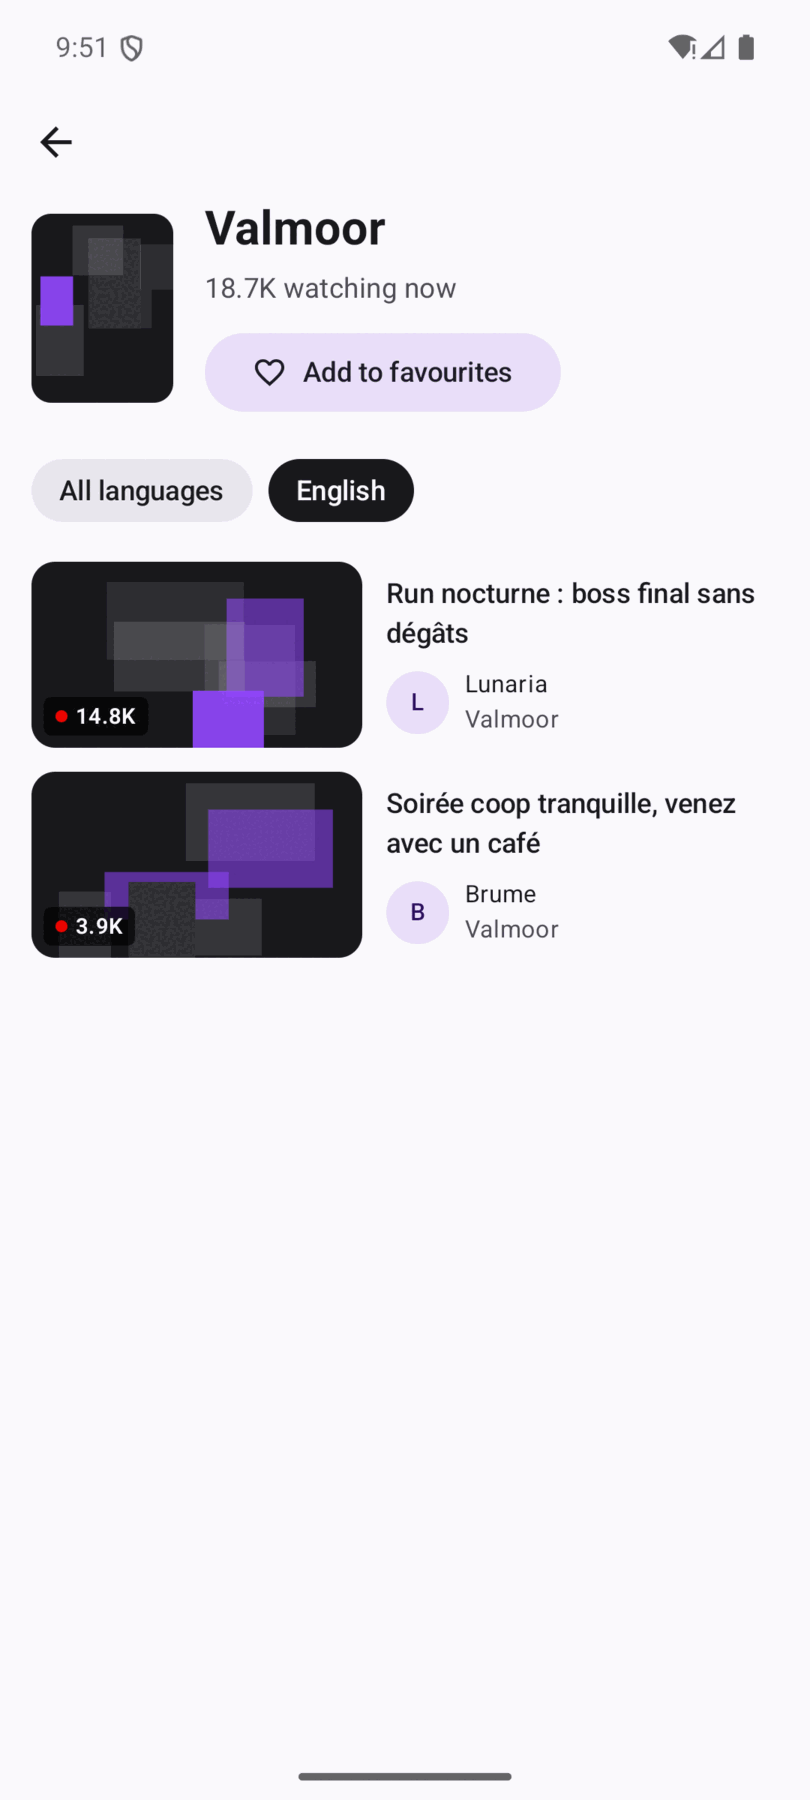 9:51
Valmoor
18.7K watching now
Add to favourites
All languages
English
Run nocturne : boss final sans
dégâts
14.8K
L
Lunaria
Valmoor
Soirée coop tranquille, venez
avec un café
3.9K
B
Brume
Valmoor